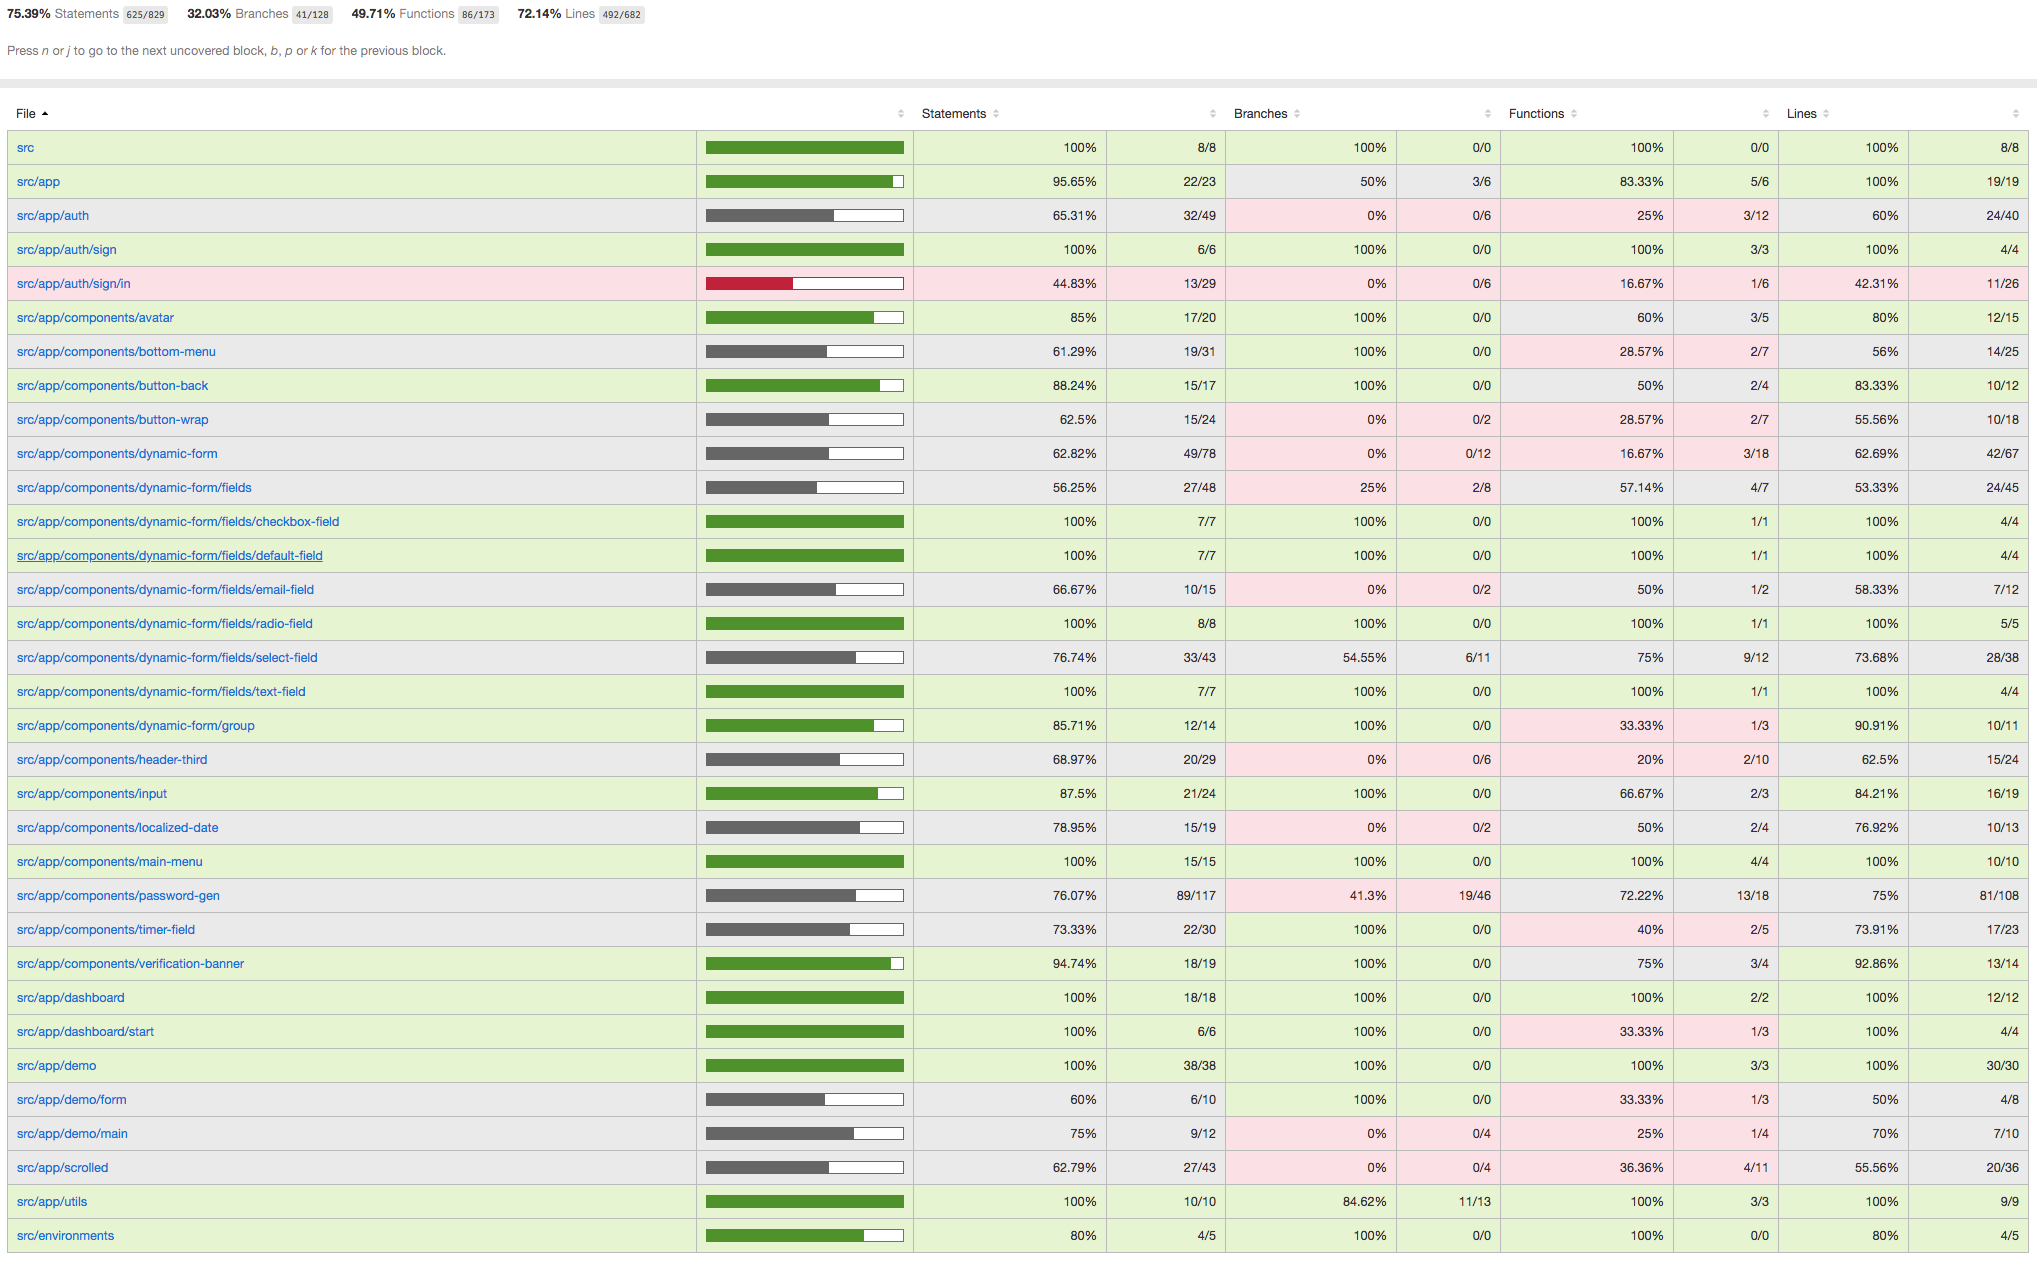 75.39% Statements 625/829 32.03% Branches 41/128 49.71% Functions 86/173 72.14% Lines 492/682
Press n or j to go to the next uncovered block, b, p or k for the previous block.
File Statements Branches Functions Lines
src 100% 8/8 100% 0/0 100% 0/0 100% 8/8
src/app 95.65% 22/23 50% 3/6 83.33% 5/6 100% 19/19
src/app/auth 65.31% 32/49 0% 0/6 25% 3/12 60% 24/40
src/app/auth/sign 100% 6/6 100% 0/0 100% 3/3 100% 4/4
src/app/auth/sign/in 44.83% 13/29 0% 0/6 16.67% 1/6 42.31% 11/26
src/app/components/avatar 85% 17/20 100% 0/0 60% 3/5 80% 12/15
src/app/components/bottom-menu 61.29% 19/31 100% 0/0 28.57% 2/7 56% 14/25
src/app/components/button-back 88.24% 15/17 100% 0/0 50% 2/4 83.33% 10/12
src/app/components/button-wrap 62.5% 15/24 0% 0/2 28.57% 2/7 55.56% 10/18
src/app/components/dynamic-form 62.82% 49/78 0% 0/12 16.67% 3/18 62.69% 42/67
src/app/components/dynamic-form/fields 56.25% 27/48 25% 2/8 57.14% 4/7 53.33% 24/45
src/app/components/dynamic-form/fields/checkbox-field 100% 7/7 100% 0/0 100% 1/1 100% 4/4
src/app/components/dynamic-form/fields/default-field 100% 7/7 100% 0/0 100% 1/1 100% 4/4
src/app/components/dynamic-form/fields/email-field 66.67% 10/15 0% 0/2 50% 1/2 58.33% 7/12
src/app/components/dynamic-form/fields/radio-field 100% 8/8 100% 0/0 100% 1/1 100% 5/5
src/app/components/dynamic-form/fields/select-field 76.74% 33/43 54.55% 6/11 75% 9/12 73.68% 28/38
src/app/components/dynamic-form/fields/text-field 100% 7/7 100% 0/0 100% 1/1 100% 4/4
src/app/components/dynamic-form/group 85.71% 12/14 100% 0/0 33.33% 1/3 90.91% 10/11
src/app/components/header-third 68.97% 20/29 0% 0/6 20% 2/10 62.5% 15/24
src/app/components/input 87.5% 21/24 100% 0/0 66.67% 2/3 84.21% 16/19
src/app/components/localized-date 78.95% 15/19 0% 0/2 50% 2/4 76.92% 10/13
src/app/components/main-menu 100% 15/15 100% 0/0 100% 4/4 100% 10/10
src/app/components/password-gen 76.07% 89/117 41.3% 19/46 72.22% 13/18 75% 81/108
src/app/components/timer-field 73.33% 22/30 100% 0/0 40% 2/5 73.91% 17/23
src/app/components/verification-banner 94.74% 18/19 100% 0/0 75% 3/4 92.86% 13/14
src/app/dashboard 100% 18/18 100% 0/0 100% 2/2 100% 12/12
src/app/dashboard/start 100% 6/6 100% 0/0 33.33% 1/3 100% 4/4
src/app/demo 100% 38/38 100% 0/0 100% 3/3 100% 30/30
src/app/demo/form 60% 6/10 100% 0/0 33.33% 1/3 50% 4/8
src/app/demo/main 75% 9/12 0% 0/4 25% 1/4 70% 7/10
src/app/scrolled 62.79% 27/43 0% 0/4 36.36% 4/11 55.56% 20/36
src/app/utils 100% 10/10 84.62% 11/13 100% 3/3 100% 9/9
src/environments 80% 4/5 100% 0/0 100% 0/0 80% 4/5